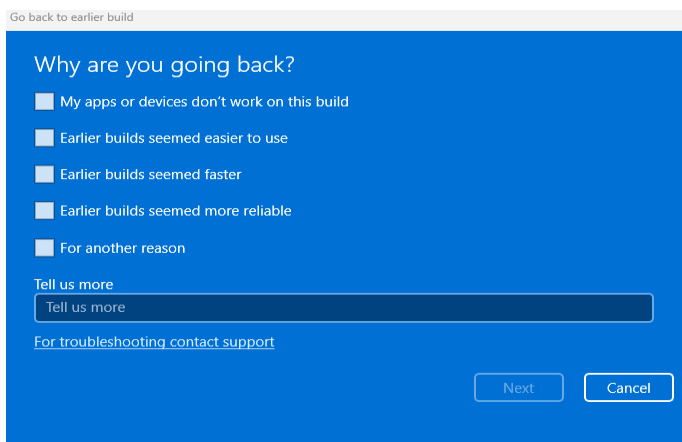 Go back to earlier build
Why are you going back?
My apps or devices don't work on this build
Earlier builds seemed easier to use
Earlier builds seemed faster
Earlier builds seemed more reliable
For another reason
Tell us more
Tell us more
For troubleshooting contact support
Next
Cancel